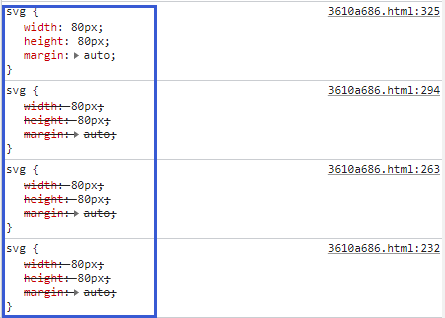 svg { 3610a686.html:325
width: 80px;
height: 80px;
margin: ▶ auto;
}
svg { 3610a686.html:294
width: 80px;
height: 80px;
margin: ▶ auto;
}
svg { 3610a686.html:263
width: 80px;
height: 80px;
margin: ▶ auto;
}
svg { 3610a686.html:232
width: 80px;
height: 80px;
margin: ▶ auto;
}